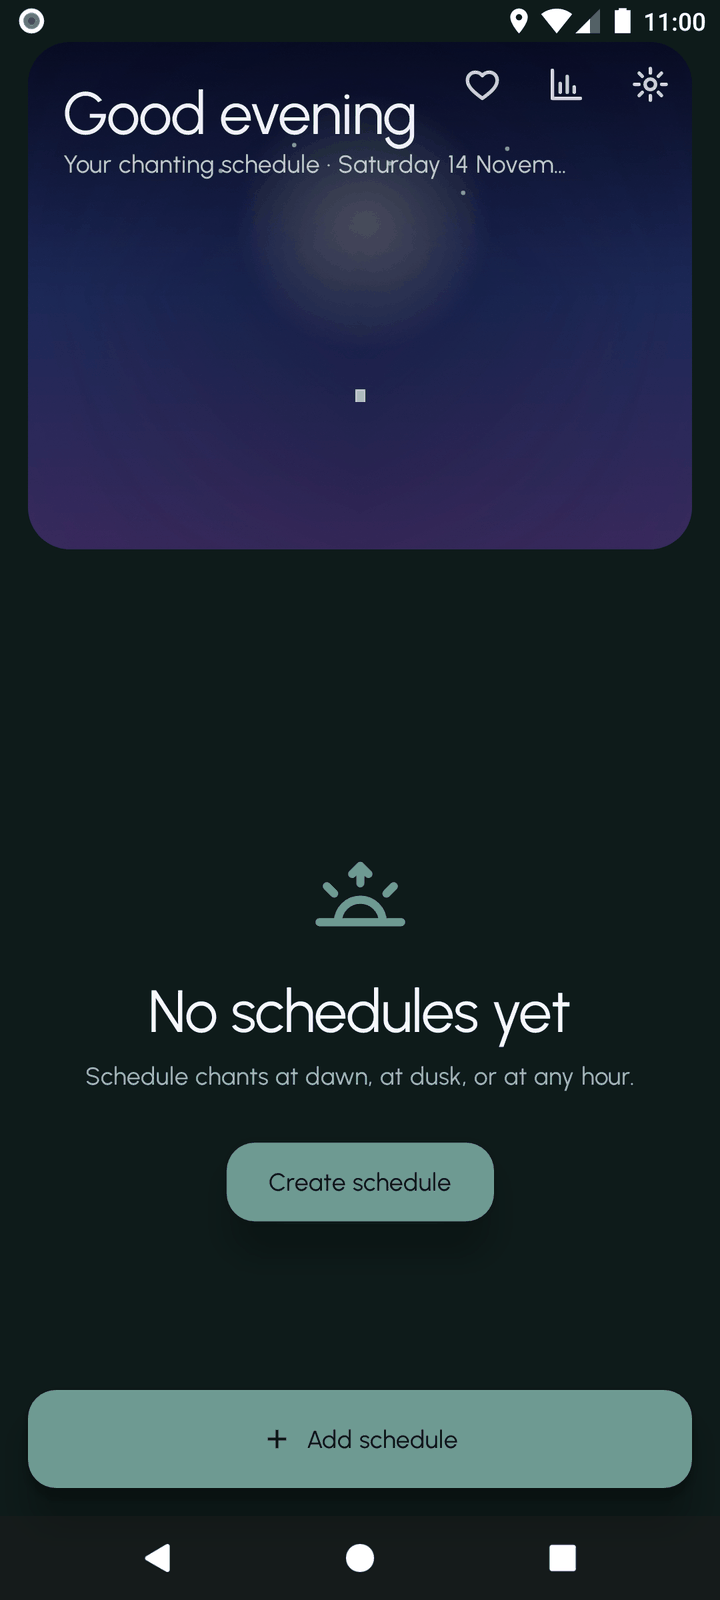 11:00
Good evening
Your chanting schedule · Saturday 14 Novem...
No schedules yet
Schedule chants at dawn, at dusk, or at any hour.
Create schedule
+ Add schedule